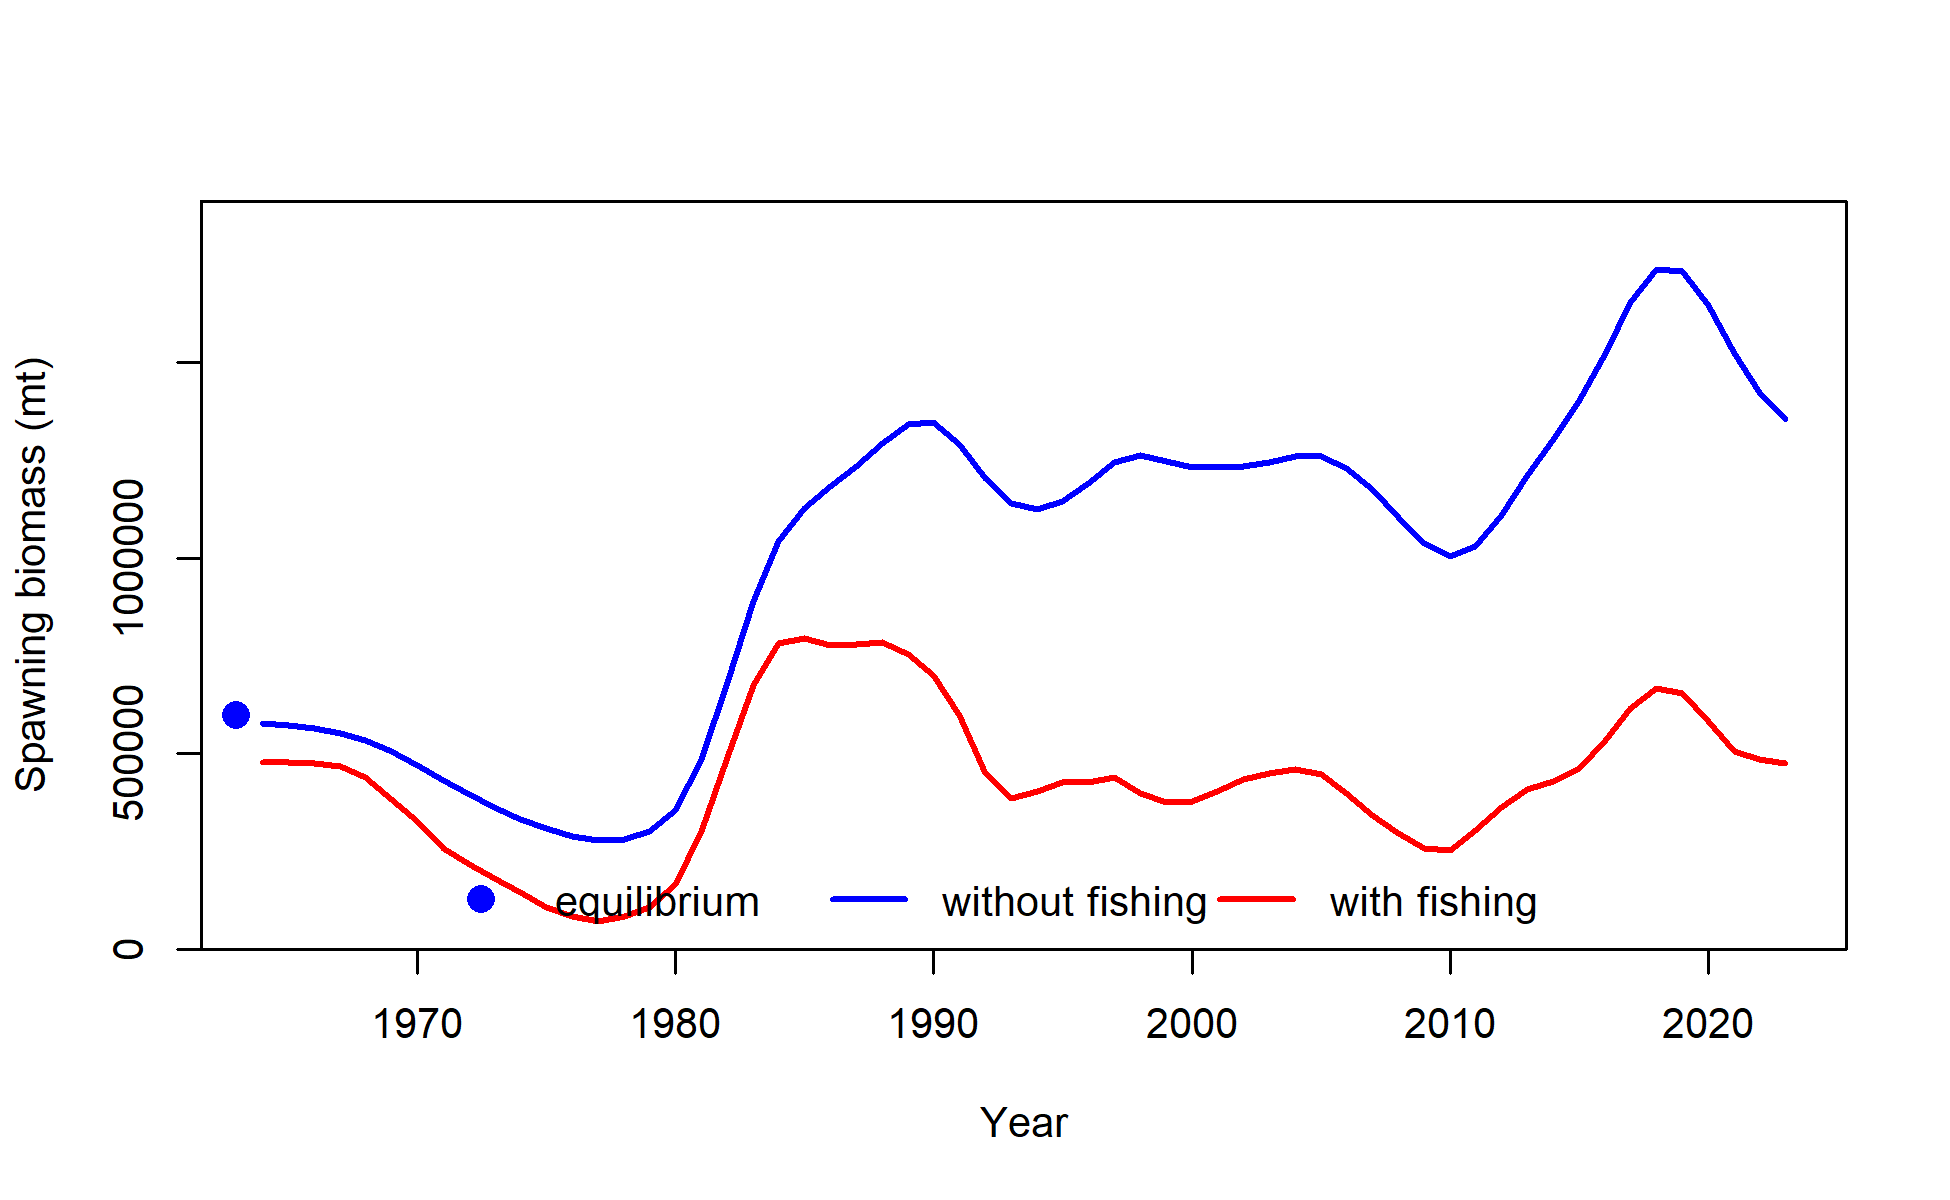 Spawning biomass (mt)
1000000
500000
0
equilibrium without fishing with fishing
1970 1980 1990 2000 2010 2020
Year